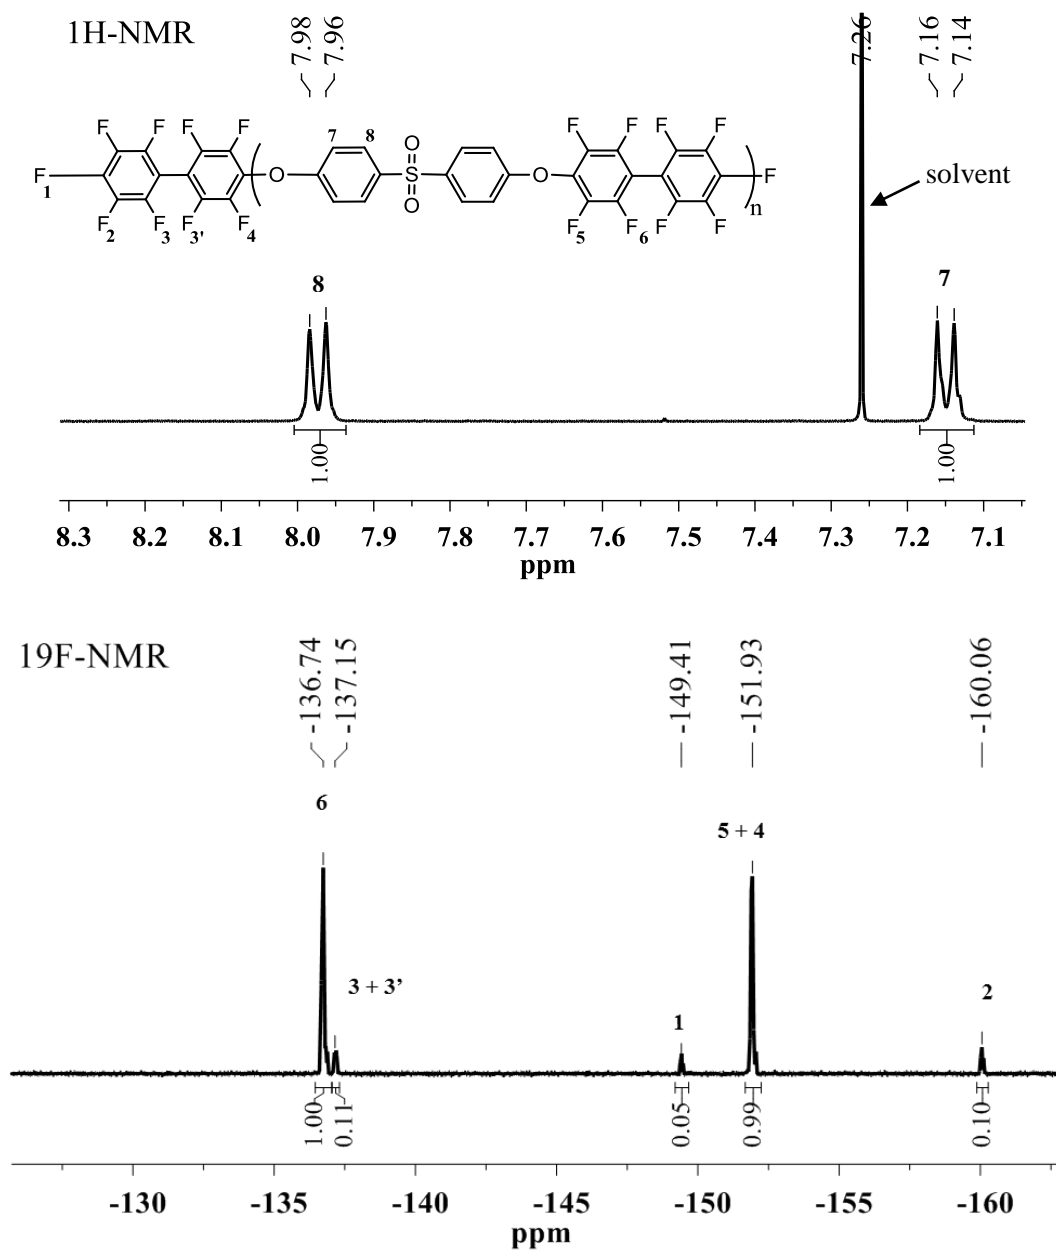 1H-NMR
7.98
7.96
7.26
7.16
7.14
F F F F 7 8 O F F F F
F 1 O S O F
O n
F 2 F 3 F 3' F 4 F 5 F 6 F F
solvent
8
7
1.00
1.00
8.3 8.2 8.1 8.0 7.9 7.8 7.7 7.6 7.5 7.4 7.3 7.2 7.1
ppm
19F-NMR
-136.74
-137.15
-149.41
-151.93
-160.06
6
5 + 4
3 + 3’
1
2
1.00
0.11
0.05
0.99
0.10
-130 -135 -140 -145 -150 -155 -160
ppm